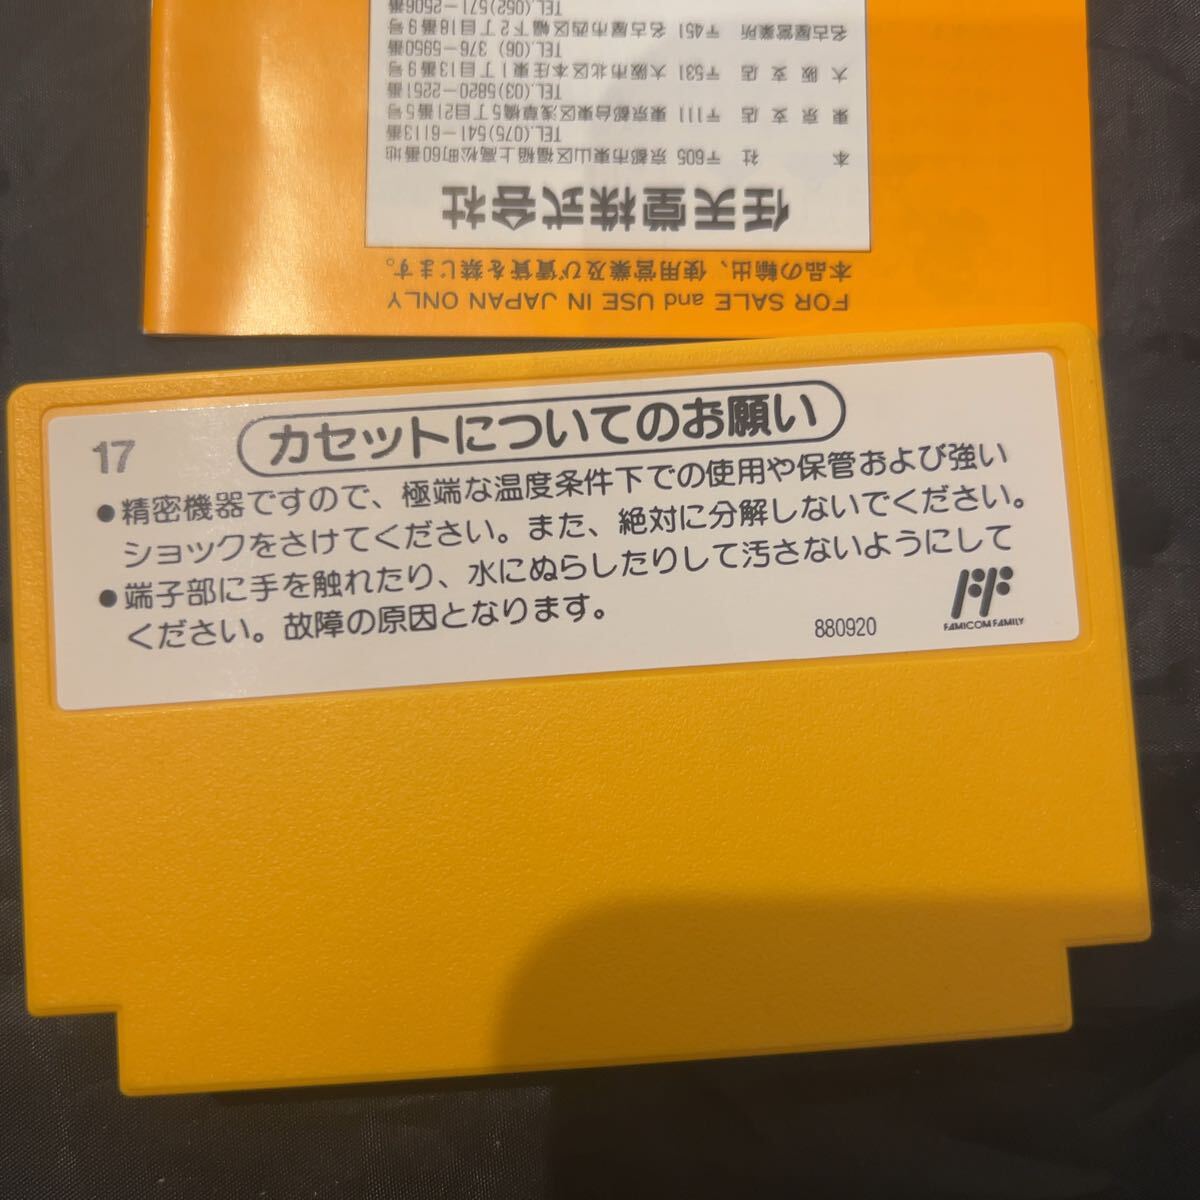 TEL.(052)571-2506番
名古屋営業所 〒451 名古屋市西区幅下2丁目18番9号
TEL.(06) 376-5950番
大阪支店 〒531 大阪市北区本庄東1丁目13番9号
TEL.(03)5820-2251番
東京支店 〒111 東京都台東区浅草橋5丁目21番5号
TEL.(075)541-6113番
本社 〒605 京都市東山区福稲上高松町60番地
任天堂株式会社
本品の輸出、使用営業及び賃貸を禁じます。
FOR SALE and USE IN JAPAN ONLY
17
カセットについてのお願い
●精密機器ですので、極端な温度条件下での使用や保管および強い
ショックをさけてください。また、絶対に分解しないでください。
●端子部に手を触れたり、水にぬらしたりして汚さないようにして
ください。故障の原因となります。
880920
FAMICOM FAMILY